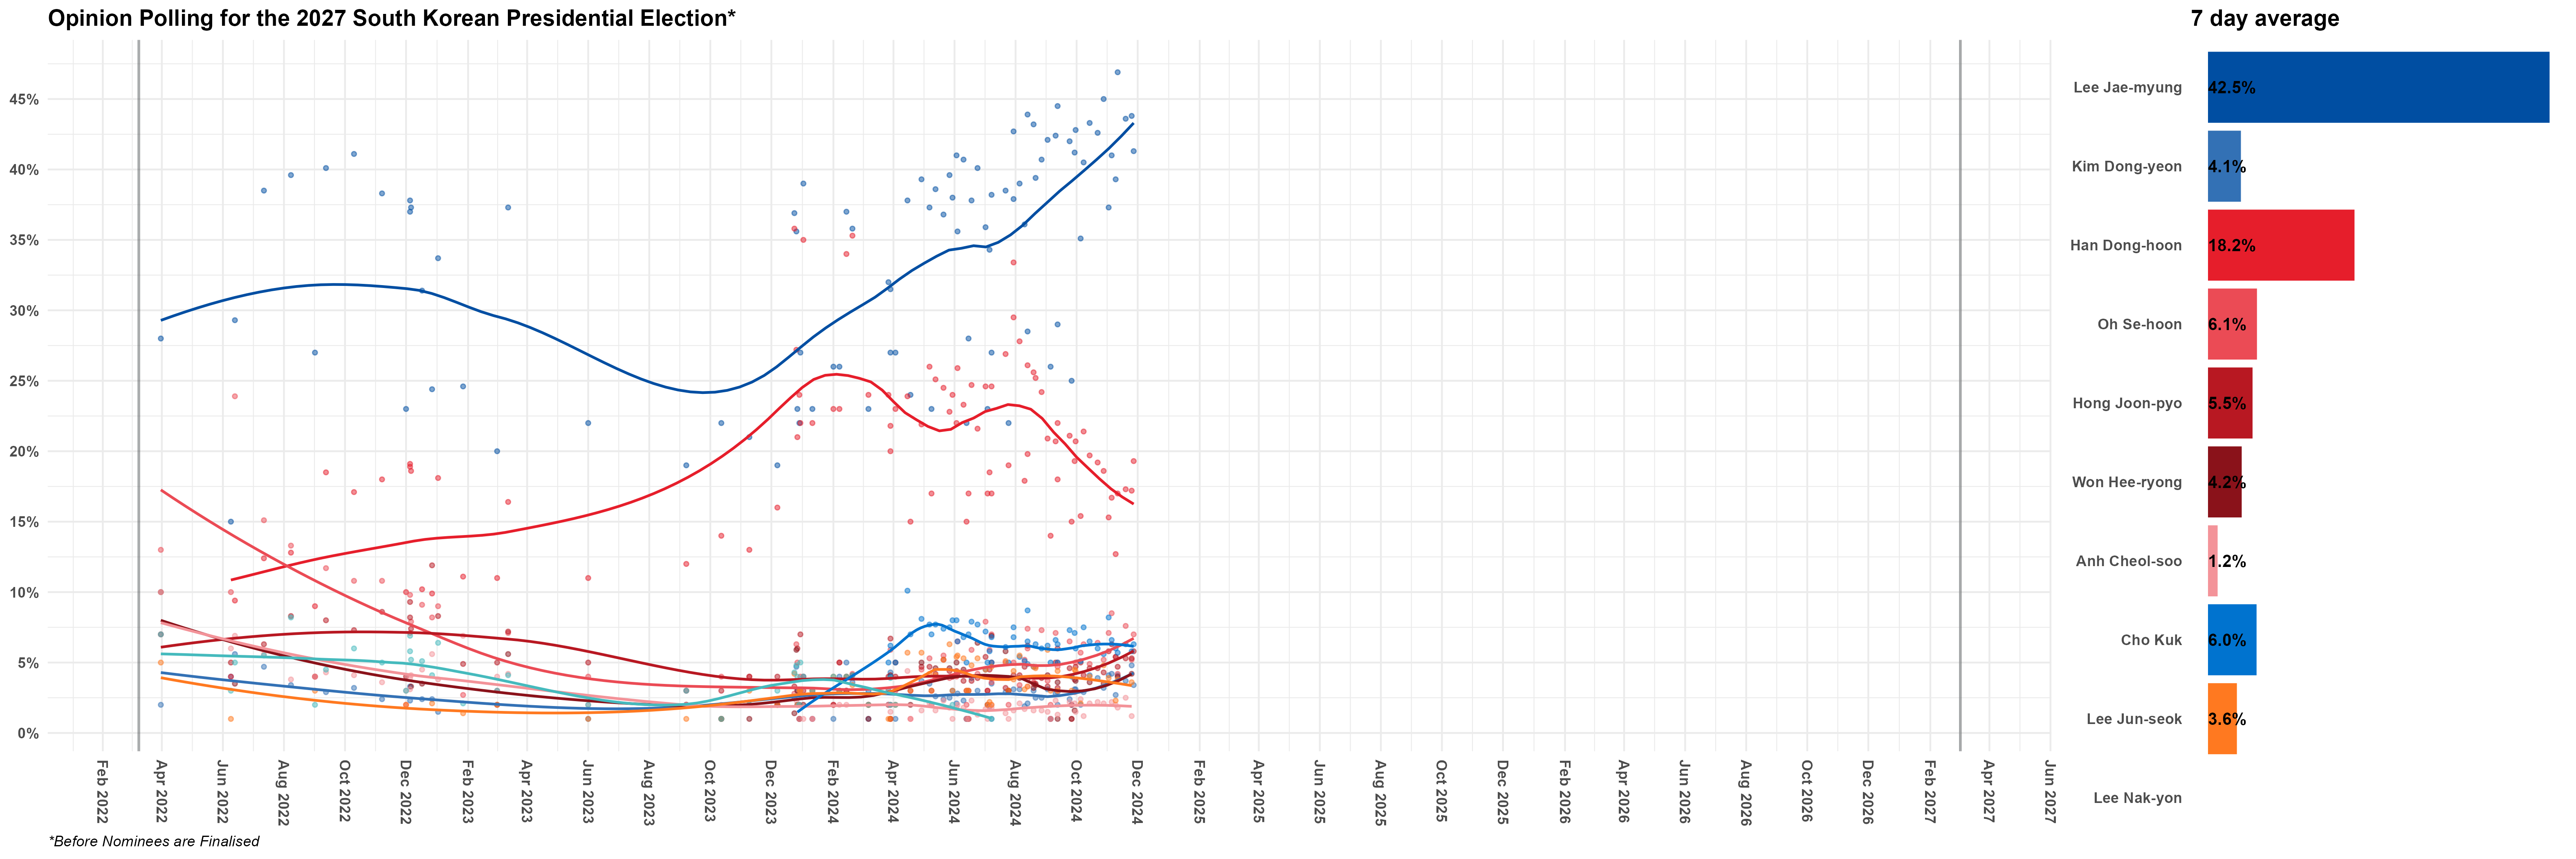 Opinion Polling for the 2027 South Korean Presidential Election*
7 day average
45%
40%
35%
30%
25%
20%
15%
10%
5%
0%
Feb 2022
Apr 2022
Jun 2022
Aug 2022
Oct 2022
Dec 2022
Feb 2023
Apr 2023
Jun 2023
Aug 2023
Oct 2023
Dec 2023
Feb 2024
Apr 2024
Jun 2024
Aug 2024
Oct 2024
Dec 2024
Feb 2025
Apr 2025
Jun 2025
Aug 2025
Oct 2025
Dec 2025
Feb 2026
Apr 2026
Jun 2026
Aug 2026
Oct 2026
Dec 2026
Feb 2027
Apr 2027
Jun 2027
*Before Nominees are Finalised
Lee Jae-myung 42.5%
Kim Dong-yeon 4.1%
Han Dong-hoon 18.2%
Oh Se-hoon 6.1%
Hong Joon-pyo 5.5%
Won Hee-ryong 4.2%
Anh Cheol-soo 1.2%
Cho Kuk 6.0%
Lee Jun-seok 3.6%
Lee Nak-yon